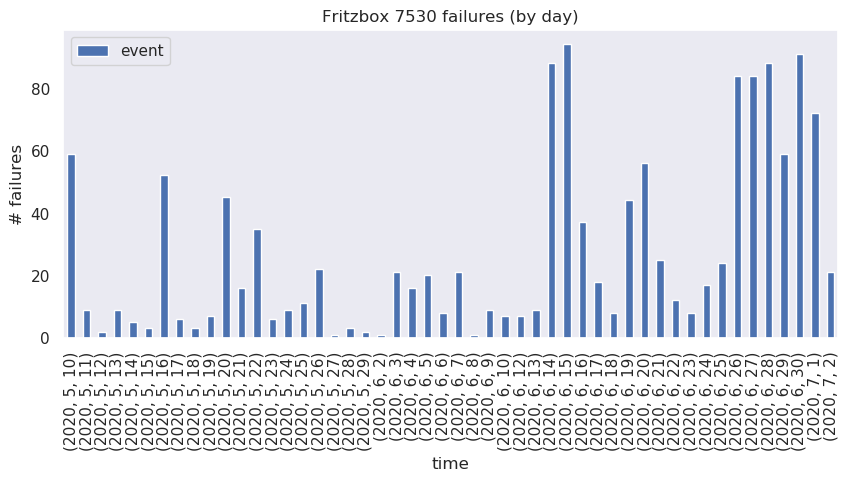 Fritzbox 7530 failures (by day)
event
# failures
80
60
40
20
0
(2020, 5, 10)
(2020, 5, 11)
(2020, 5, 12)
(2020, 5, 13)
(2020, 5, 14)
(2020, 5, 15)
(2020, 5, 16)
(2020, 5, 17)
(2020, 5, 18)
(2020, 5, 19)
(2020, 5, 20)
(2020, 5, 21)
(2020, 5, 22)
(2020, 5, 23)
(2020, 5, 24)
(2020, 5, 25)
(2020, 5, 26)
(2020, 5, 27)
(2020, 5, 28)
(2020, 5, 29)
(2020, 6, 2)
(2020, 6, 3)
(2020, 6, 4)
(2020, 6, 5)
(2020, 6, 6)
(2020, 6, 7)
(2020, 6, 8)
(2020, 6, 9)
(2020, 6, 10)
(2020, 6, 12)
(2020, 6, 13)
(2020, 6, 14)
(2020, 6, 15)
(2020, 6, 16)
(2020, 6, 17)
(2020, 6, 18)
(2020, 6, 19)
(2020, 6, 20)
(2020, 6, 21)
(2020, 6, 22)
(2020, 6, 23)
(2020, 6, 24)
(2020, 6, 25)
(2020, 6, 26)
(2020, 6, 27)
(2020, 6, 28)
(2020, 6, 29)
(2020, 6, 30)
(2020, 7, 1)
(2020, 7, 2)
time